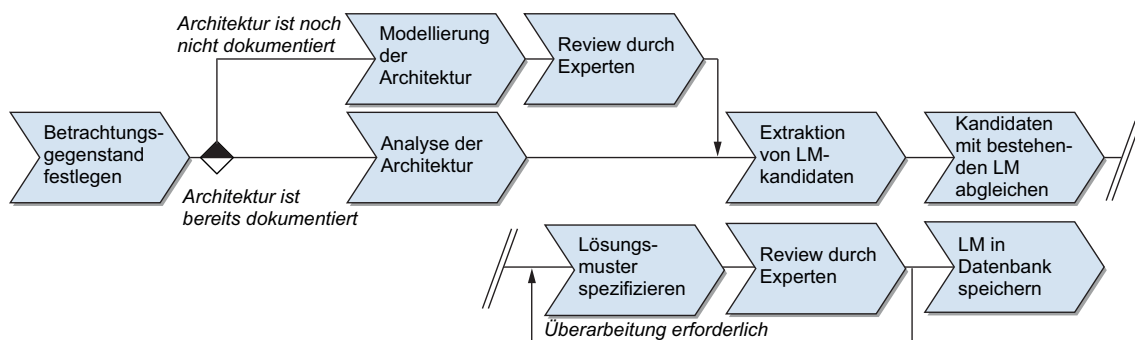 Architektur ist noch
nicht dokumentiert
Modellierung
der
Architektur
Review durch
Experten
Betrachtungs-
gegenstand
festlegen
Architektur ist
bereits dokumentiert
Analyse der
Architektur
Extraktion
von LM-
kandidaten
Kandidaten
mit bestehen-
den LM
abgleichen
Lösungs-
muster
spezifizieren
Review durch
Experten
LM in
Datenbank
speichern
Überarbeitung erforderlich